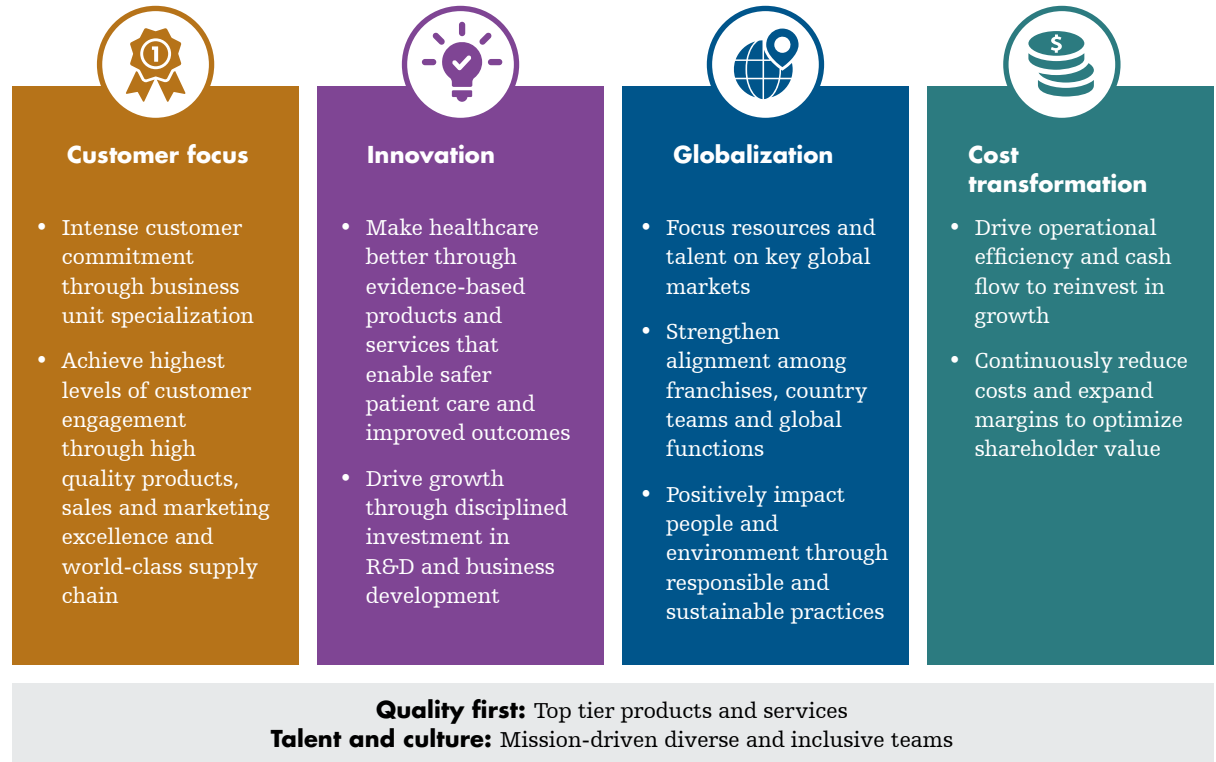 1
$
Customer focus
• Intense customer
commitment
through business
unit specialization
• Achieve highest
levels of customer
engagement
through high
quality products,
sales and marketing
excellence and
world-class supply
chain
Innovation
• Make healthcare
better through
evidence-based
products and
services that
enable safer
patient care and
improved outcomes
• Drive growth
through disciplined
investment in
R&D and business
development
Globalization
• Focus resources and
talent on key global
markets
• Strengthen
alignment among
franchises, country
teams and global
functions
• Positively impact
people and
environment through
responsible and
sustainable practices
Cost
transformation
• Drive operational
efficiency and cash
flow to reinvest in
growth
• Continuously reduce
costs and expand
margins to optimize
shareholder value
Quality first: Top tier products and services
Talent and culture: Mission-driven diverse and inclusive teams